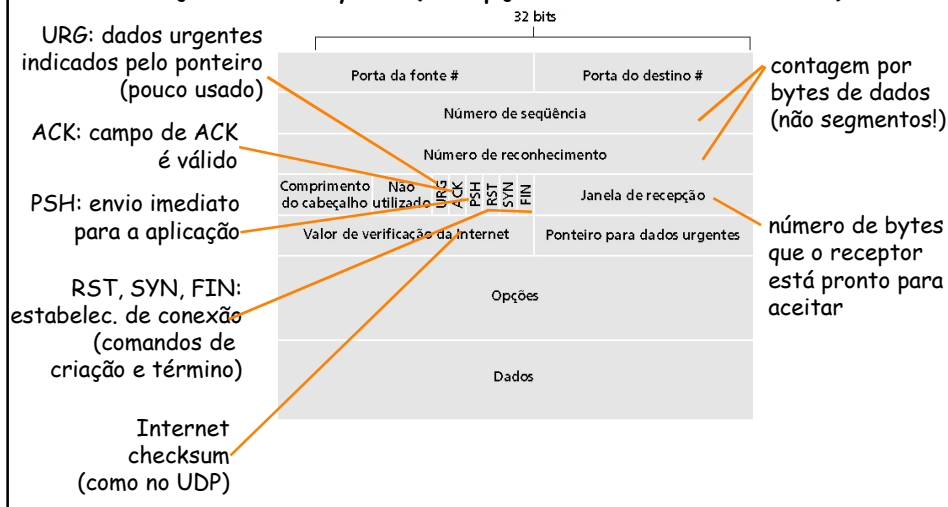 32 bits
URG: dados urgentes
indicados pelo ponteiro
(pouco usado)
ACK: campo de ACK
é válido
PSH: envio imediato
para a aplicação
RST, SYN, FIN:
estabelec. de conexão
(comandos de
criação e término)
Internet
checksum
(como no UDP)
Porta da fonte #
Porta do destino #
Número de seqüência
Número de reconhecimento
Comprimento
do cabeçalho
Não
utilizado
URG
ACK
PSH
RST
SYN
FIN
Janela de recepção
Valor de verificação da Internet
Ponteiro para dados urgentes
Opções
Dados
contagem por
bytes de dados
(não segmentos!)
número de bytes
que o receptor
está pronto para
aceitar